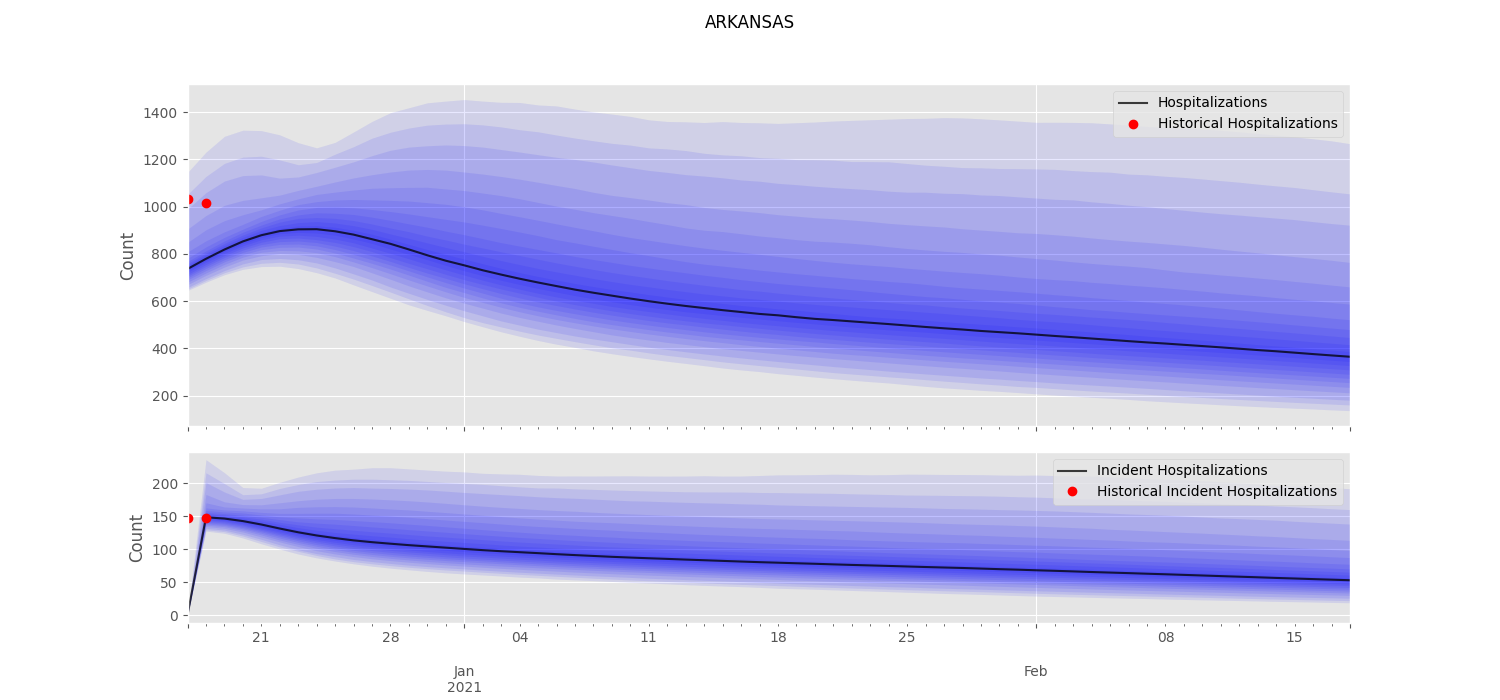 ARKANSAS
Count
1400
1200
1000
800
600
400
200
Hospitalizations
Historical Hospitalizations
Count
200
150
100
50
0
Incident Hospitalizations
Historical Incident Hospitalizations
21 28 04 11 18 25 08 15
Jan Feb
2021